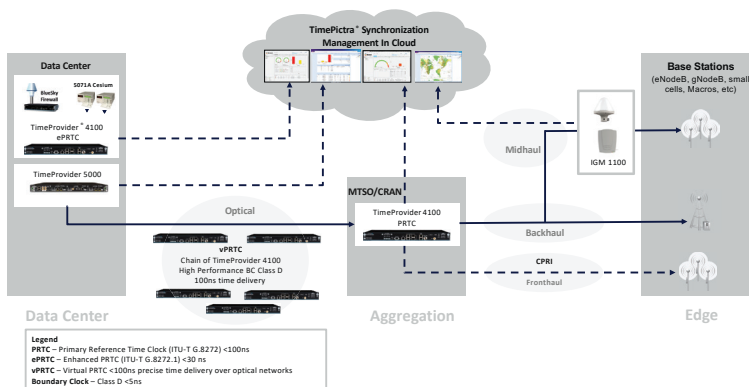 TimePictra® Synchronization
Management In Cloud
Data Center
BlueSky
firewall
5071A Cesium
TimeProvider® 4100
ePRTC
TimeProvider 5000
Base Stations
(eNodeB, gNodeB, small
cells, Macros, etc)
IGM 1100
Midhaul
MTSO/CRAN
TimeProvider 4100
PRTC
Optical
Backhaul
vPRTC
Chain of TimeProvider 4100
High Performance BC Class D
100ns time delivery
CPRI
Fronthaul
Data Center
Aggregation
Edge
Legend
PRTC – Primary Reference Time Clock (ITU-T G.8272) <100ns
ePRTC – Enhanced PRTC (ITU-T G.8272.1) <30 ns
vPRTC – Virtual PRTC <100ns precise time delivery over optical networks
Boundary Clock – Class D <5ns